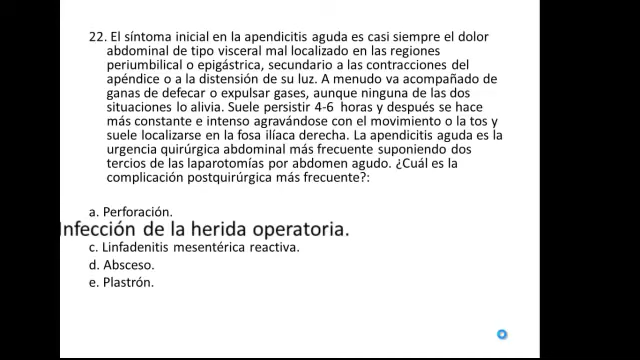 22. El síntoma inicial en la apendicitis aguda es casi siempre el dolor
abdominal de tipo visceral mal localizado en las regiones
periumbilical o epigástrica, secundario a las contracciones del
apéndice o a la distensión de su luz. A menudo va acompañado de
ganas de defecar o expulsar gases, aunque ninguna de las dos
situaciones lo alivia. Suele persistir 4-6 horas y después se hace
más constante e intenso agravándose con el movimiento o la tos y
suele localizarse en la fosa ilíaca derecha. La apendicitis aguda es la
urgencia quirúrgica abdominal más frecuente suponiendo dos
tercios de las laparotomías por abdomen agudo. ¿Cuál es la
complicación postquirúrgica más frecuente?:
a. Perforación.
Infección de la herida operatoria.
c. Linfadenitis mesentérica reactiva.
d. Absceso.
e. Plastrón.